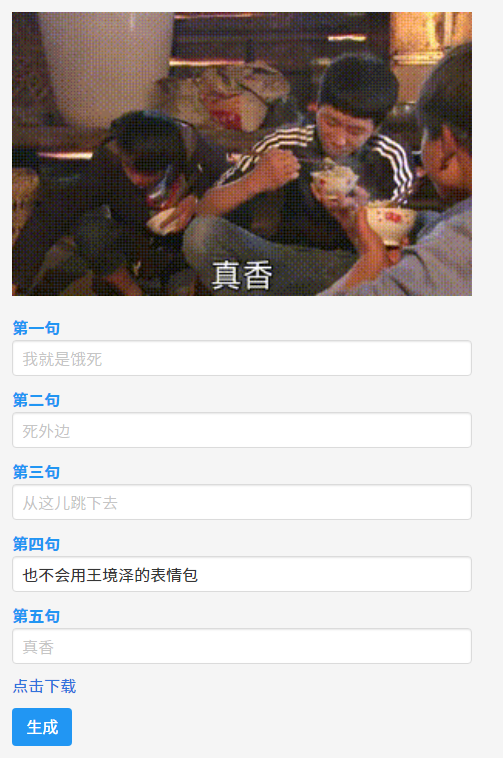 真香
第一句
我就是饿死
第二句
死外边
第三句
从这儿跳下去
第四句
也不会用王境泽的表情包
第五句
真香
点击下载
生成